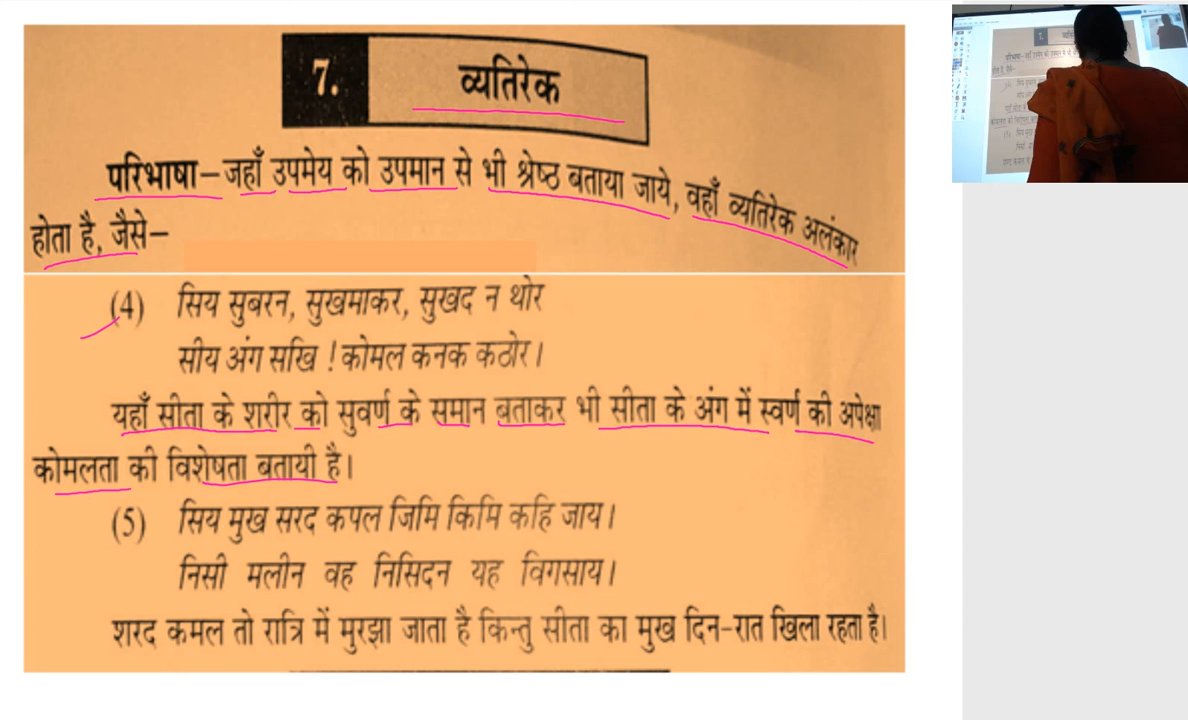 7. व्यतिरेक
परिभाषा–जहाँ उपमेय को उपमान से भी श्रेष्ठ बताया जाये, वहाँ व्यतिरेक अलंकार
होता है, जैसे–
(4) सिय सुबरन, सुखमाकर, सुखद न थोर
सीय अंग सखि ! कोमल कनक कठोर।
यहाँ सीता के शरीर को सुवर्ण के समान बताकर भी सीता के अंग में स्वर्ण की अपेक्षा
कोमलता की विशेषता बतायी है।
(5) सिय मुख सरद कपल जिमि किमि कहि जाय।
निसी मलीन वह निसिदन यह विगसाय।
शरद कमल तो रात्रि में मुरझा जाता है किन्तु सीता का मुख दिन-रात खिला रहता है।